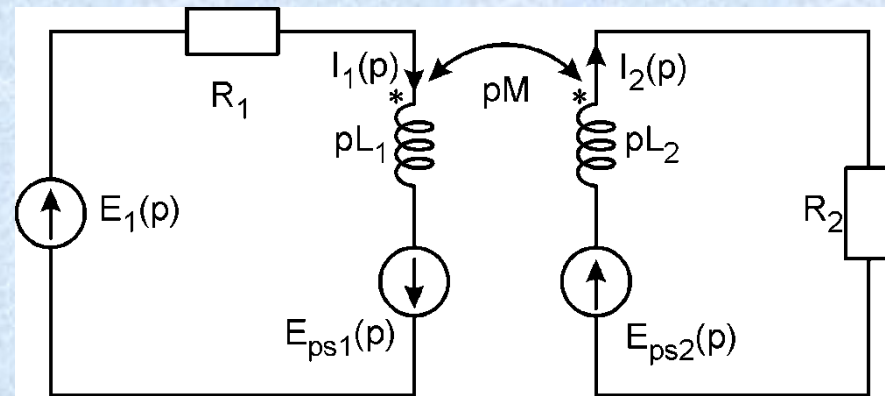 R₁
I₁(p)
*
pM
*
I₂(p)
pL₁
pL₂
E₁(p)
R₂
Eₚₛ₁(p)
Eₚₛ₂(p)